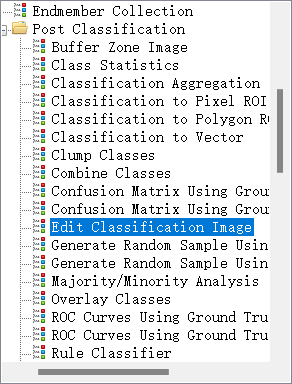 Endmember Collection
Post Classification
Buffer Zone Image
Class Statistics
Classification Aggregation
Classification to Pixel ROI
Classification to Polygon RO
Classification to Vector
Clump Classes
Combine Classes
Confusion Matrix Using Grou
Confusion Matrix Using Grou
Edit Classification Image
Generate Random Sample Usin
Generate Random Sample Usin
Majority/Minority Analysis
Overlay Classes
ROC Curves Using Ground Tru
ROC Curves Using Ground Tru
Rule Classifier